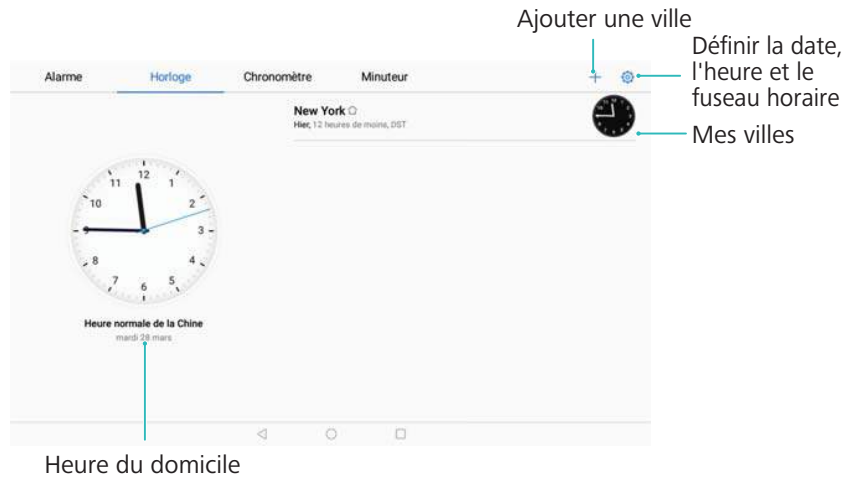 Ajouter une ville
Définir la date,
l'heure et le
fuseau horaire
Alarme Horloge Chronomètre Minuteur
New York
Hier, 12 heures de moins, DST
Mes villes
12
1
2
3
4
5
6
7
8
9
10
11
Heure normale de la Chine
mardi 28 mars
Heure du domicile